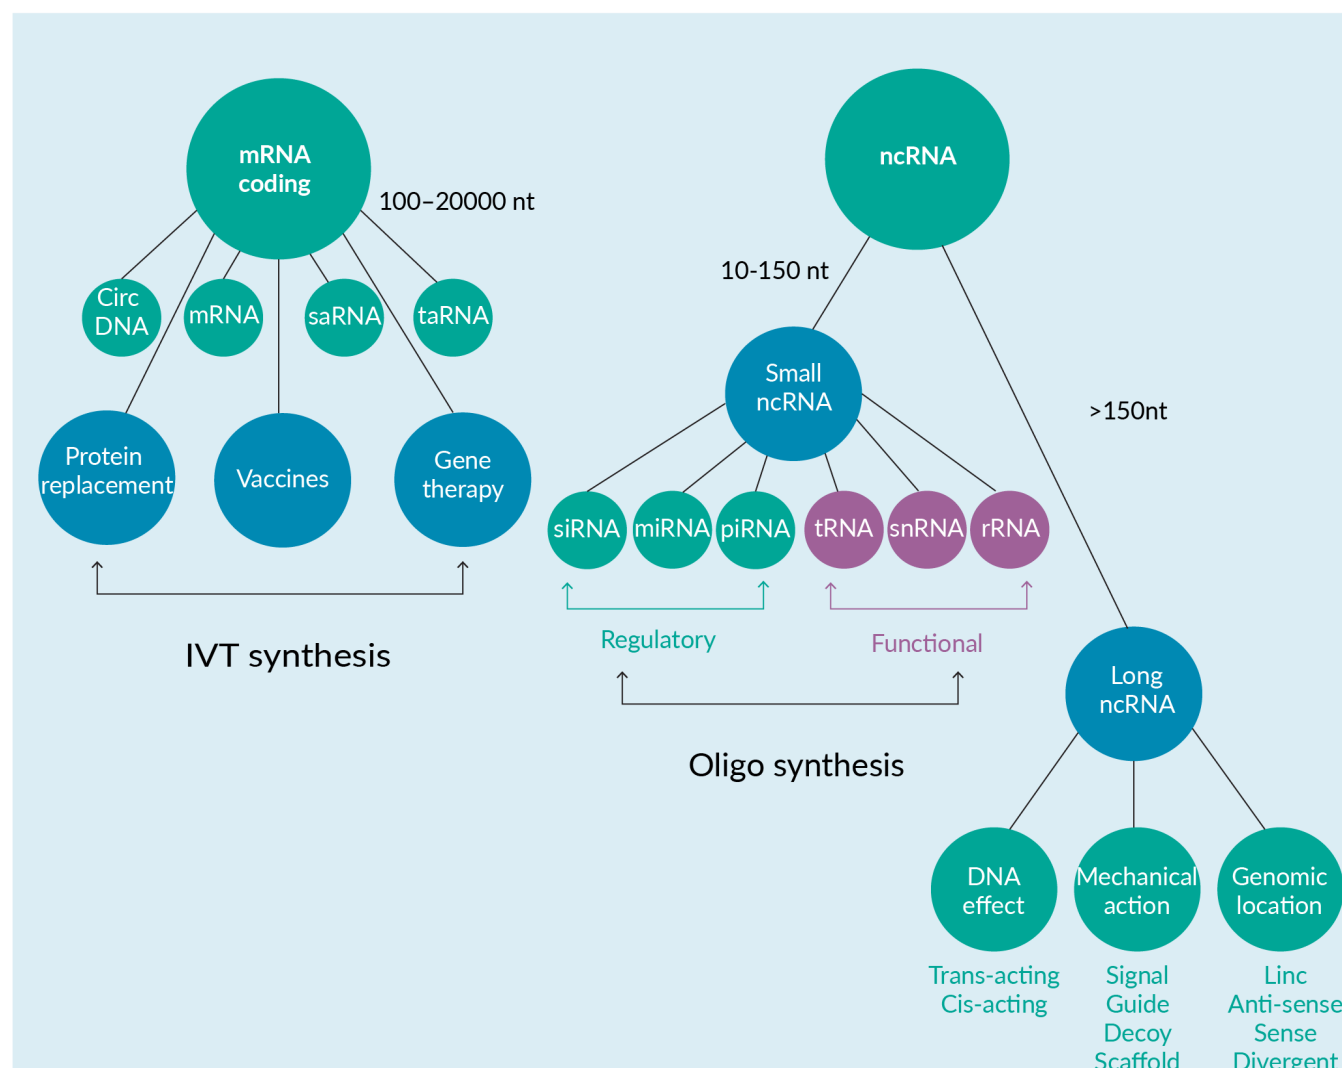 mRNA
coding
100–20000 nt
Circ
DNA
mRNA
saRNA
taRNA
Protein
replacement
Vaccines
Gene
therapy
IVT synthesis
ncRNA
10-150 nt
>150nt
Small
ncRNA
siRNA
miRNA
piRNA
tRNA
snRNA
rRNA
Regulatory
Functional
Oligo synthesis
Long
ncRNA
DNA
effect
Trans-acting
Cis-acting
Mechanical
action
Signal
Guide
Decoy
Scaffold
Genomic
location
Linc
Anti-sense
Sense
Divergent